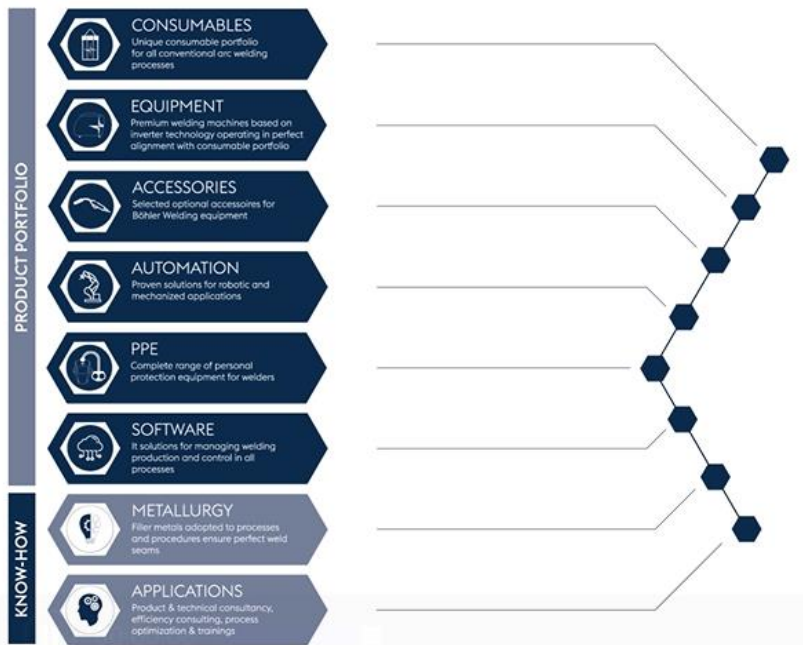 PRODUCT PORTFOLIO
CONSUMABLES
Unique consumable portfolio
for all conventional arc welding
processes
EQUIPMENT
Premium welding machines based on
inverter technology operating in perfect
alignment with consumable portfolio
ACCESSORIES
Selected optional accessoires for
Böhler Welding equipment
AUTOMATION
Proven solutions for robotic and
mechanized applications
PPE
Complete range of personal
protection equipment for welders
SOFTWARE
It solutions for managing welding
production and control in all
processes
KNOW-HOW
METALLURGY
Filler metals adopted to processes
and procedures ensure perfect weld
seams
APPLICATIONS
Product & technical consultancy,
efficiency consulting, process
optimization & trainings